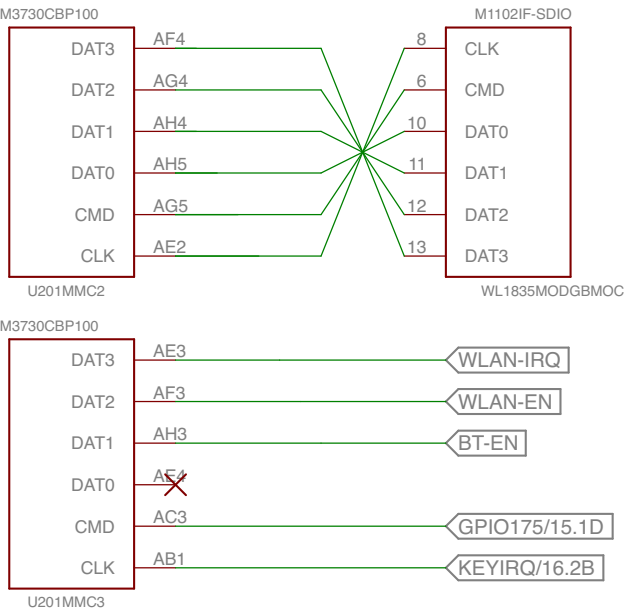 M3730CBP100
M1102IF-SDIO
DAT3 AF4 8 CLK
DAT2 AG4 6 CMD
DAT1 AH4 10 DAT0
DAT0 AH5 11 DAT1
CMD AG5 12 DAT2
CLK AE2 13 DAT3
U201MMC2
WL1835MODGBMOC
M3730CBP100
DAT3 AE3 WLAN-IRQ
DAT2 AF3 WLAN-EN
DAT1 AH3 BT-EN
DAT0 AE4
CMD AC3 GPIO175/15.1D
CLK AB1 KEYIRQ/16.2B
U201MMC3